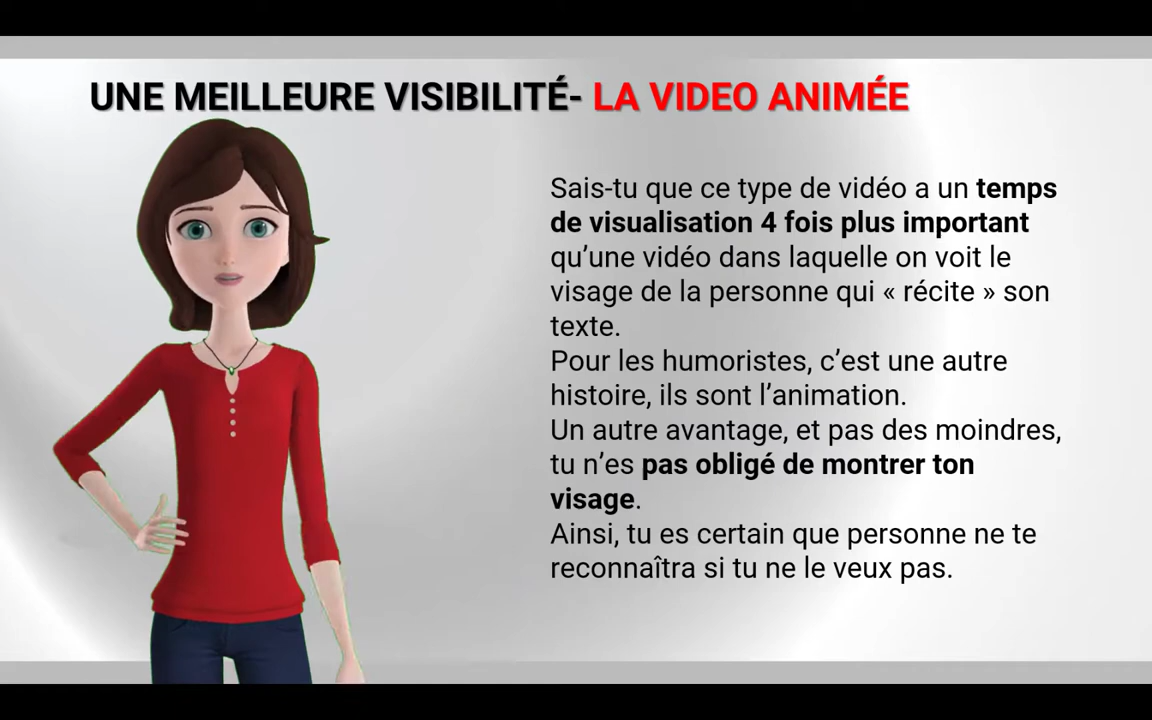 UNE MEILLEURE VISIBILITÉ- LA VIDEO ANIMÉE
Sais-tu que ce type de vidéo a un temps
de visualisation 4 fois plus important
qu’une vidéo dans laquelle on voit le
visage de la personne qui « récite » son
texte.
Pour les humoristes, c’est une autre
histoire, ils sont l’animation.
Un autre avantage, et pas des moindres,
tu n’es pas obligé de montrer ton
visage.
Ainsi, tu es certain que personne ne te
reconnaîtra si tu ne le veux pas.